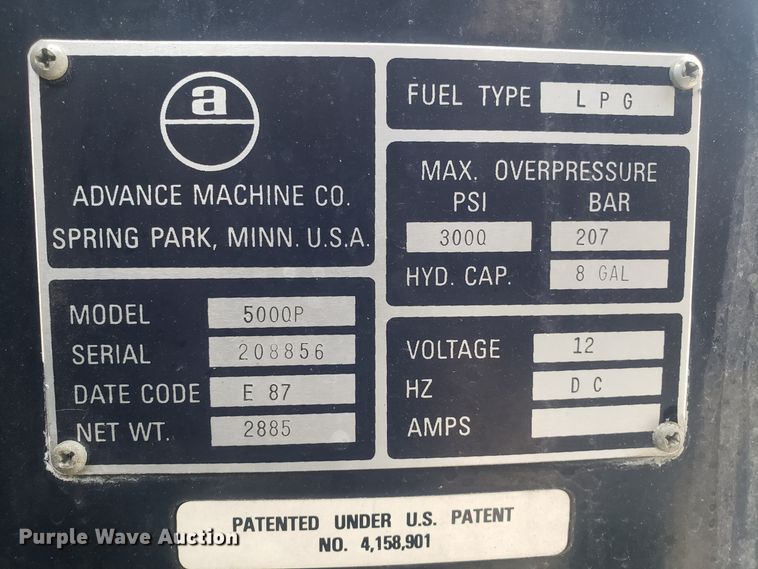 a
ADVANCE MACHINE CO.
SPRING PARK, MINN. U.S.A.
MODEL 5000P
SERIAL 208856
DATE CODE E 87
NET WT. 2885
FUEL TYPE L P G
MAX. OVERPRESSURE
PSI BAR
3000 207
HYD. CAP. 8 GAL
VOLTAGE 12
HZ D C
AMPS
PATENTED UNDER U.S. PATENT
NO. 4,158,901
Purple Wave Auction